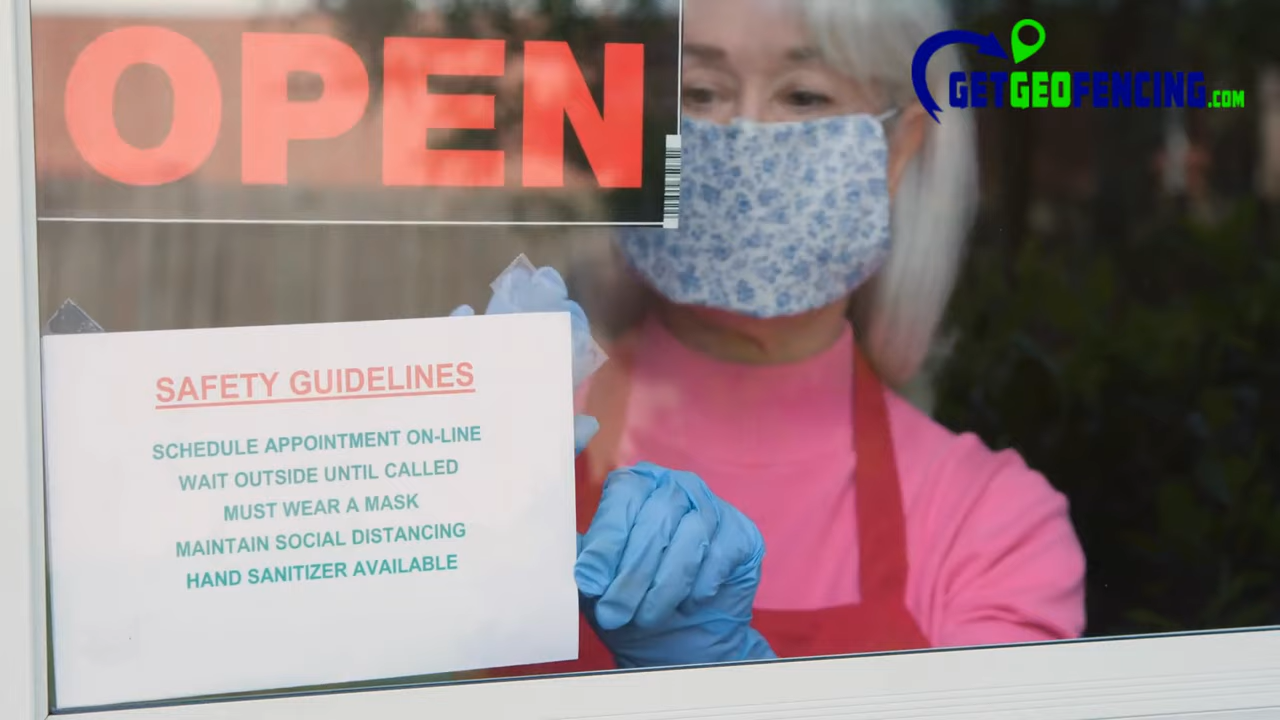 OPEN
GETGEOFENCING.COM
SAFETY GUIDELINES
SCHEDULE APPOINTMENT ON-LINE
WAIT OUTSIDE UNTIL CALLED
MUST WEAR A MASK
MAINTAIN SOCIAL DISTANCING
HAND SANITIZER AVAILABLE